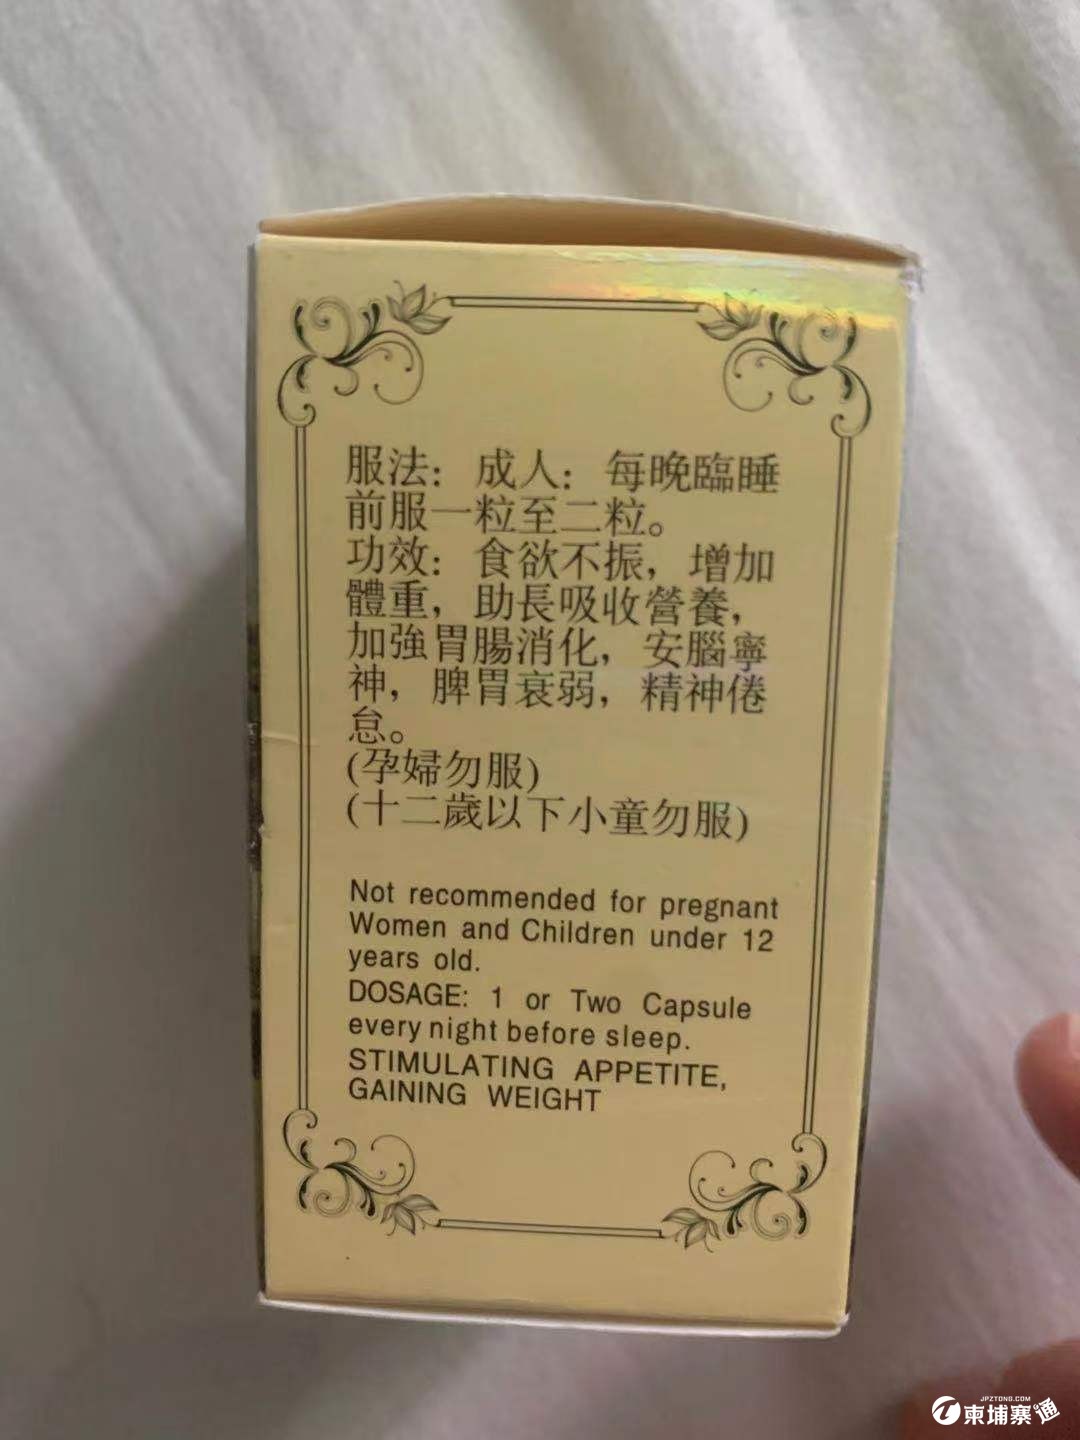 服法：成人：每晚臨睡
前服一粒至二粒。
功效：食欲不振，增加
體重，助長吸收營養，
加強胃腸消化，安腦寧
神，脾胃衰弱，精神倦
怠。
(孕婦勿服)
(十二歲以下小童勿服)
Not recommended for pregnant
Women and Children under 12
years old.
DOSAGE: 1 or Two Capsule
every night before sleep.
STIMULATING APPETITE,
GAINING WEIGHT
JPZTONG.COM
柬埔寨通